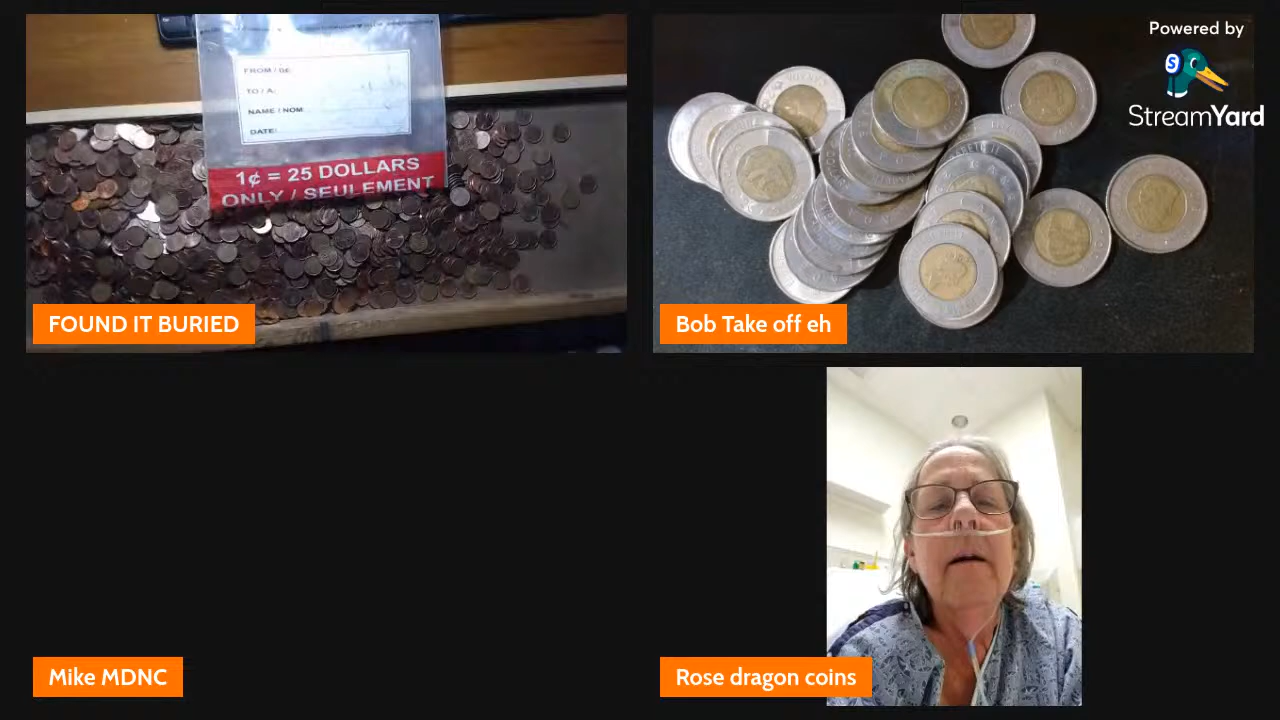 FROM / DE:
TO / A:
NAME / NOM
DATE:
1¢ = 25 DOLLARS
ONLY / SEULEMENT
FOUND IT BURIED
Powered by
StreamYard
Bob Take off eh
Mike MDNC
Rose dragon coins